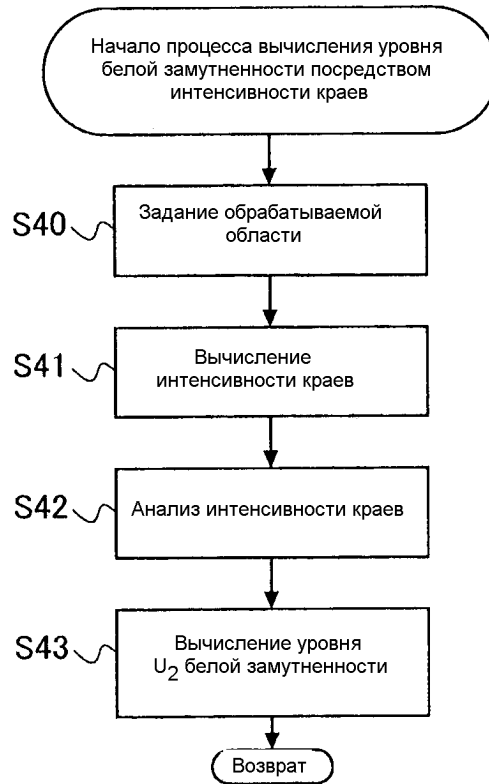 Начало процесса вычисления уровня
белой замутненности посредством
интенсивности краев
S40
Задание обрабатываемой
области
S41
Вычисление
интенсивности краев
S42
Анализ интенсивности краев
S43
Вычисление уровня
U2 белой замутненности
Возврат